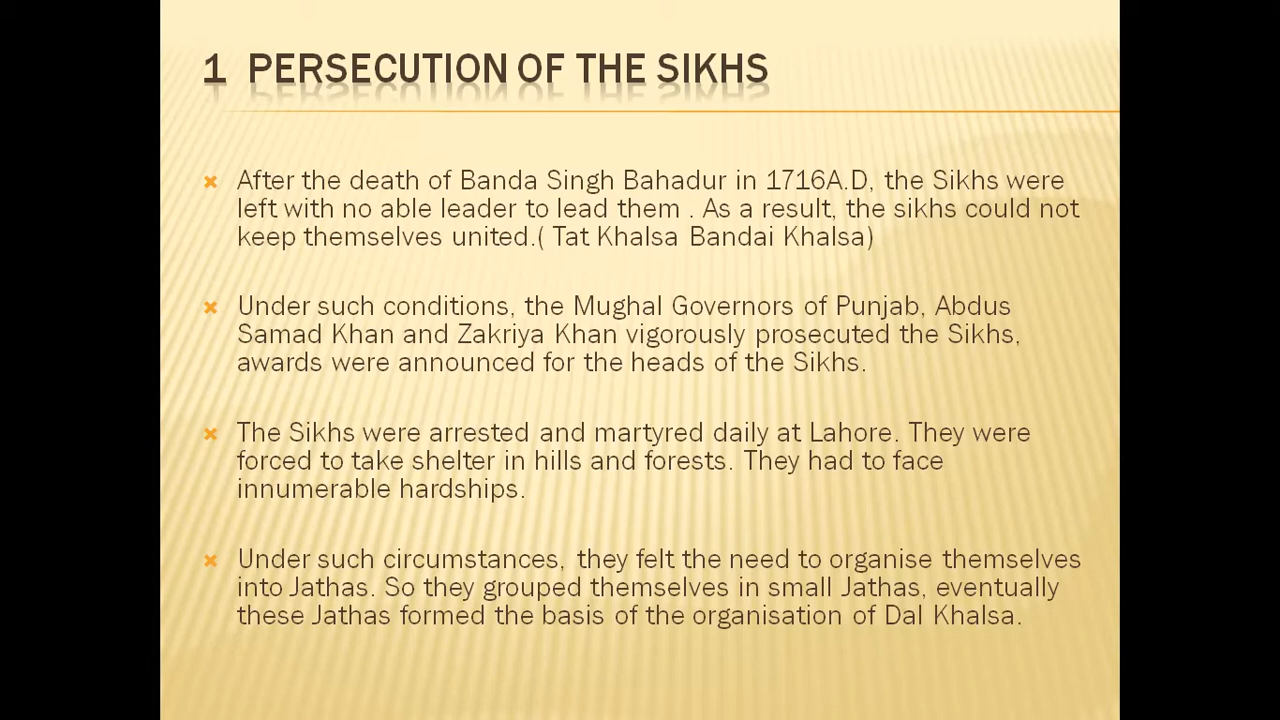 1 PERSECUTION OF THE SIKHS
After the death of Banda Singh Bahadur in 1716A.D, the Sikhs were
left with no able leader to lead them . As a result, the sikhs could not
keep themselves united.( Tat Khalsa Bandai Khalsa)
Under such conditions, the Mughal Governors of Punjab, Abdus
Samad Khan and Zakriya Khan vigorously prosecuted the Sikhs,
awards were announced for the heads of the Sikhs.
The Sikhs were arrested and martyred daily at Lahore. They were
forced to take shelter in hills and forests. They had to face
innumerable hardships.
Under such circumstances, they felt the need to organise themselves
into Jathas. So they grouped themselves in small Jathas, eventually
these Jathas formed the basis of the organisation of Dal Khalsa.